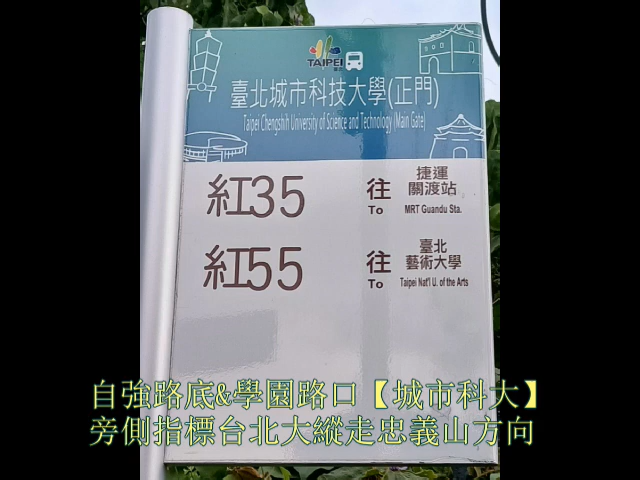 TAIPEI
臺北城市科技大學(正門)
Taipei Chengshih University of Science and Technology (Main Gate)
紅35 往 捷運
關渡站
To MRT Guandu Sta.
紅55 往 臺北
藝術大學
To Taipei Nat'l U. of the Arts
自強路底&學園路口【城市科大】
旁側指標台北大縱走忠義山方向